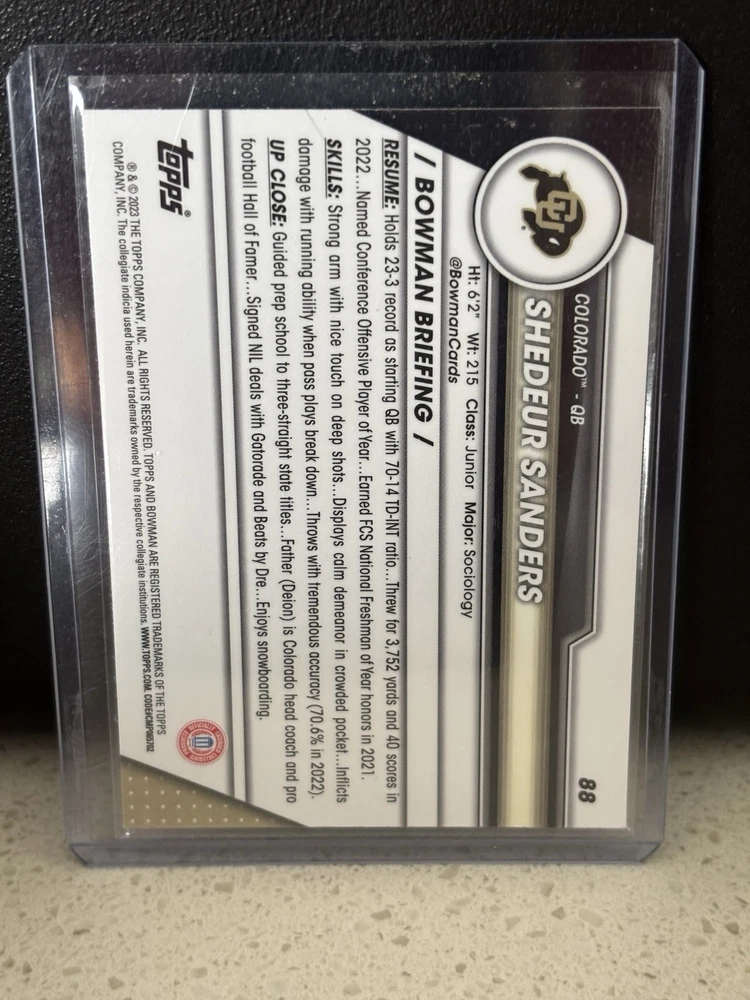 CU
COLORADO™ - QB
88
SHEDEUR SANDERS
Ht: 6'2" Wt: 215 Class: Junior Major: Sociology
@BowmanCards
/ BOWMAN BRIEFING /
RESUME: Holds 23-3 record as starting QB with 70-14 TD-INT ratio...Threw for 3,752 yards and 40 scores in
2022...Named Conference Offensive Player of Year...Earned FCS National Freshman of Year honors in 2021.
SKILLS: Strong arm with nice touch on deep shots...Displays calm demeanor in crowded pocket...Inflicts
damage with running ability when pass plays break down...Throws with tremendous accuracy (70.6% in 2022).
UP CLOSE: Guided prep school to three-straight state titles...Father (Deion) is Colorado head coach and pro
football Hall of Famer...Signed NIL deals with Gatorade and Beats by Dre...Enjoys snowboarding.
topps®
® & © 2023 THE TOPPS COMPANY, INC. ALL RIGHTS RESERVED. TOPPS AND BOWMAN ARE REGISTERED TRADEMARKS OF THE TOPPS
COMPANY, INC. The collegiate indicia used herein are trademarks owned by the respective collegiate institutions. WWW.TOPPS.COM. CODE#CMP065702